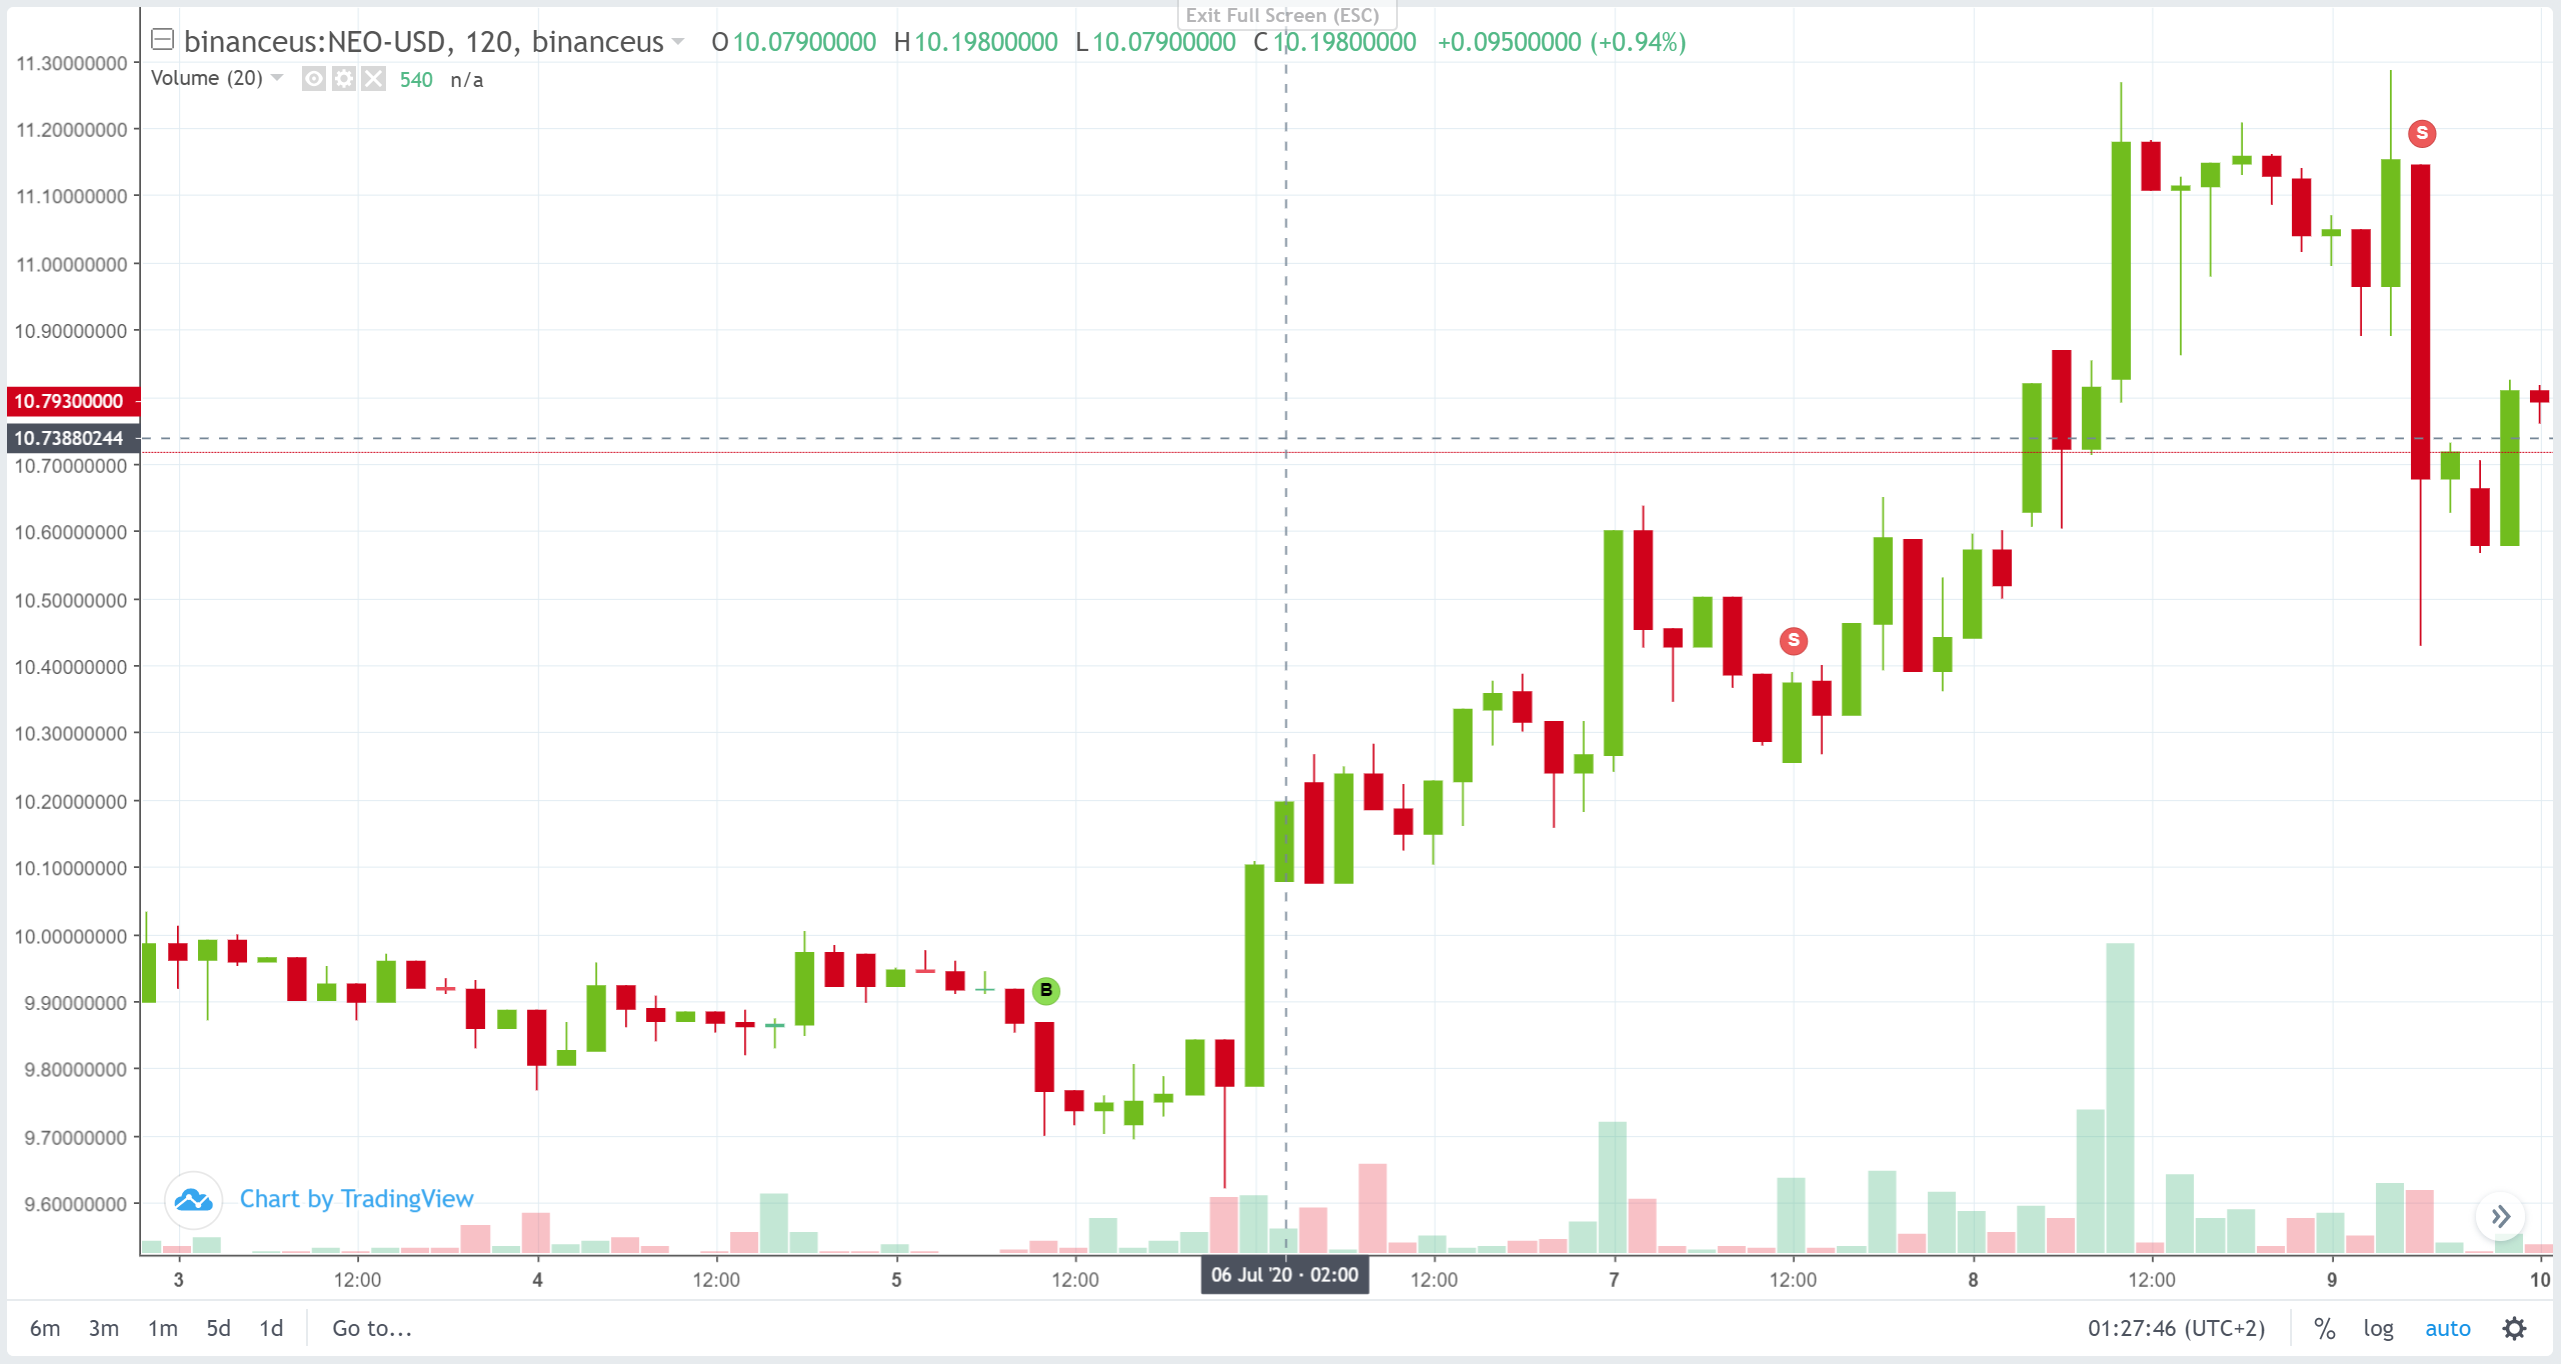 Exit Full Screen (ESC)
binanceus:NEO-USD, 120, binanceus O10.07900000 H10.19800000 L10.07900000 C10.19800000 +0.09500000 (+0.94%)
Volume (20) 540 n/a
11.30000000
11.20000000
11.10000000
11.00000000
10.90000000
10.79300000
10.73880244
10.70000000
10.60000000
10.50000000
10.40000000
10.30000000
10.20000000
10.10000000
10.00000000
9.90000000
9.80000000
9.70000000
9.60000000
S
S
B
Chart by TradingView
3 12:00 4 12:00 5 12:00 06 Jul '20 · 02:00 12:00 7 12:00 8 12:00 9 10
6m 3m 1m 5d 1d Go to... 01:27:46 (UTC+2) % log auto